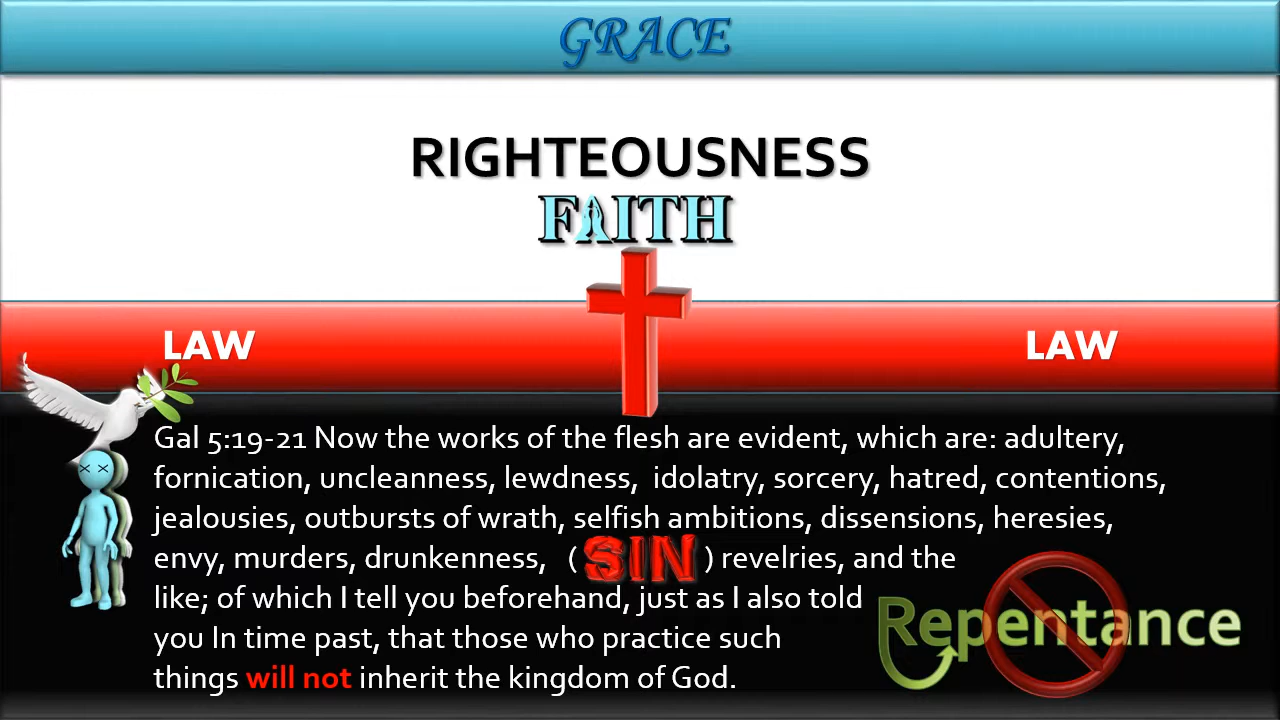 GRACE
RIGHTEOUSNESS
FAITH
LAW LAW
Gal 5:19-21 Now the works of the flesh are evident, which are: adultery,
fornication, uncleanness, lewdness, idolatry, sorcery, hatred, contentions,
jealousies, outbursts of wrath, selfish ambitions, dissensions, heresies,
envy, murders, drunkenness, (SIN) revelries, and the
like; of which I tell you beforehand, just as I also told
you In time past, that those who practice such
things will not inherit the kingdom of God.
Repentance